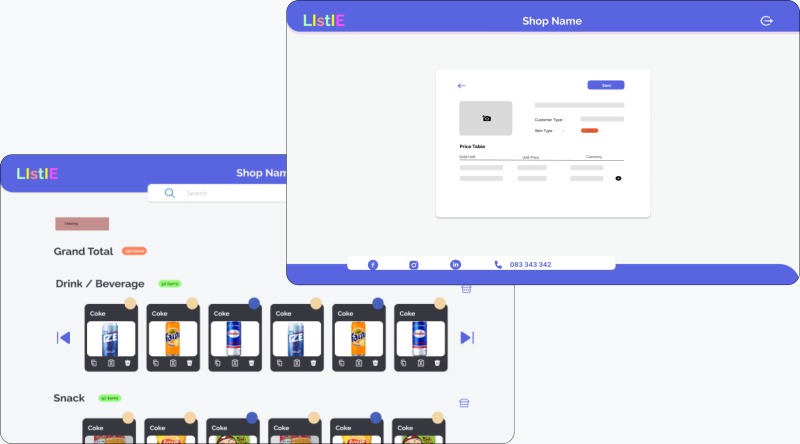 LIstIE
Shop Name
Save
Customer Type :
Item Type :
Price Table
Sold Unit
Unit Price
Currency
083 343 342
LIstIE
Shop Nam
Search
Grand Total
Drink / Beverage
Coke
Coke
Coke
Coke
Coke
Coke
IZE
IZE
Snack
Coke
Coke
Coke
Coke
Coke
Coke